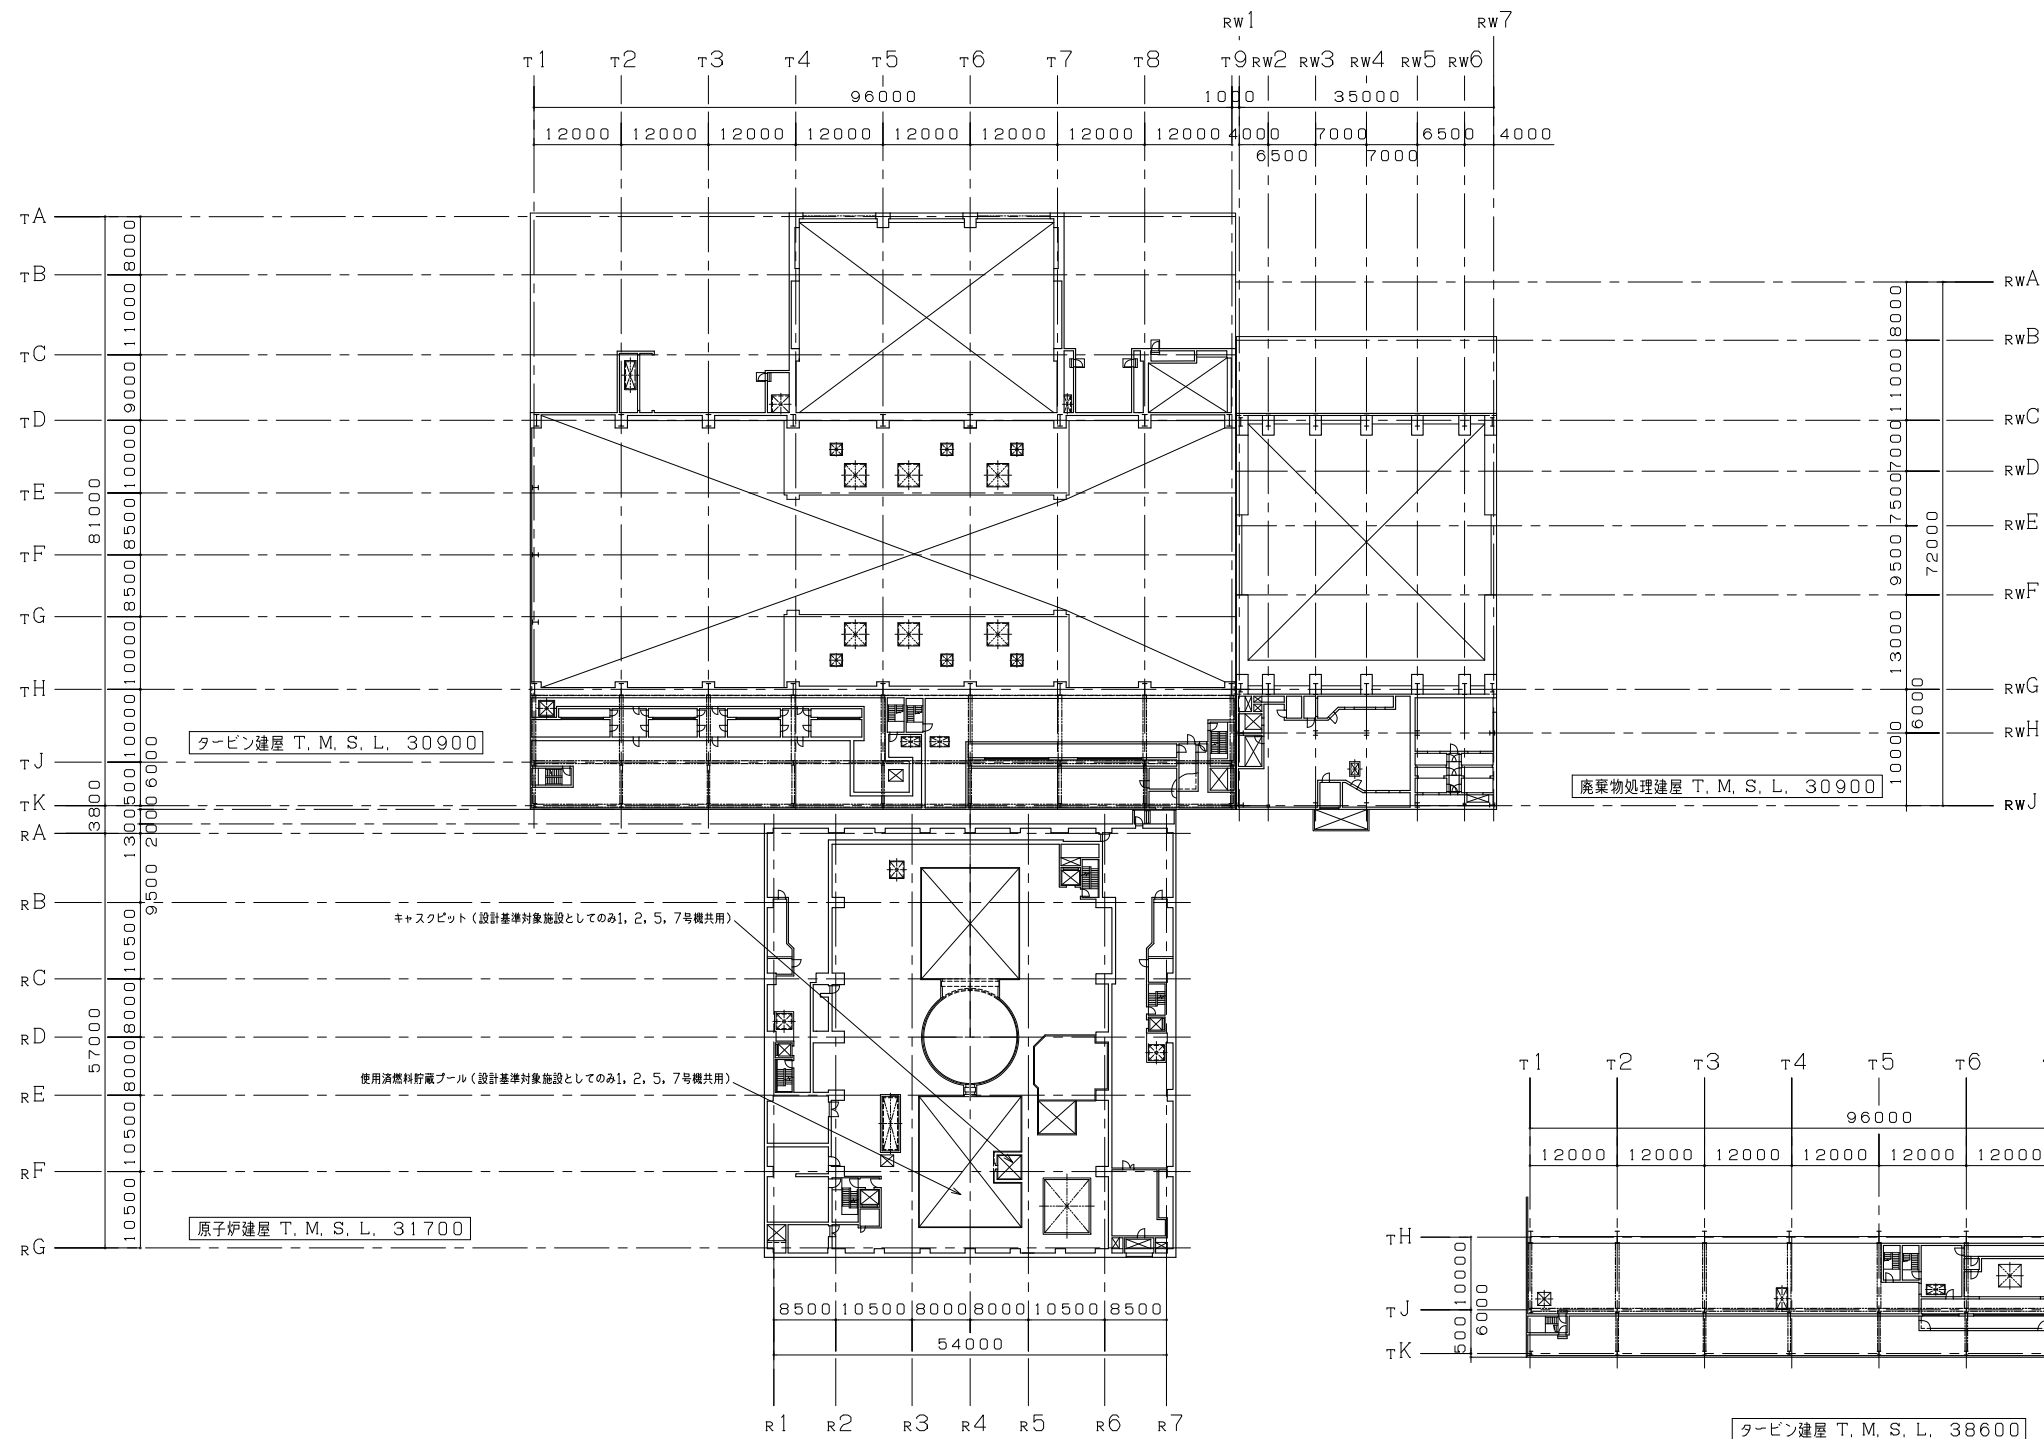 RW1 RW7
T1 T2 T3 T4 T5 T6 T7 T8 T9 RW2 RW3 RW4 RW5 RW6
96000 1000 35000
12000 12000 12000 12000 12000 12000 12000 12000 4000 7000 6500 4000
6500 7000
TA
TB
TC
TD
TE
TF
TG
TH
TJ
TK
RA
RB
RC
RD
RE
RF
RG
8000
11000
9000
10000
8500
8500
10000
10000
6000
500
1300
2000
9500
10500
8000
8000
10500
10500
81000
3800
57000
RWA
RWB
RWC
RWD
RWE
RWF
RWG
RWH
RWJ
8000
11000
7000
7500
9500
13000
6000
10000
72000
タービン建屋 T. M. S. L. 30900
廃棄物処理建屋 T. M. S. L. 30900
キャスクピット(設計基準対象施設としてのみ1, 2, 5, 7号機共用)
使用済燃料貯蔵プール(設計基準対象施設としてのみ1, 2, 5, 7号機共用)
原子炉建屋 T. M. S. L. 31700
8500 10500 8000 8000 10500 8500
54000
R1 R2 R3 R4 R5 R6 R7
T1 T2 T3 T4 T5 T6
96000
12000 12000 12000 12000 12000 12000
TH
TJ
TK
10000
6000
500
タービン建屋 T. M. S. L. 38600